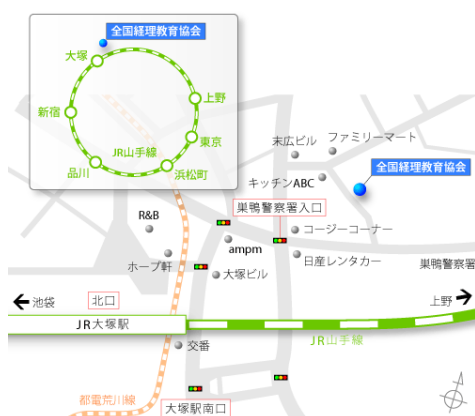 全国経理教育協会
大塚
上野
新宿
東京
JR山手線
品川
浜松町
末広ビル
ファミリーマート
全国経理教育協会
キッチンABC
巣鴨警察署入口
R&B
コージーコーナー
ampm
ホープ軒
日産レンタカー
巣鴨警察署
大塚ビル
池袋
北口
上野
JR大塚駅
JR山手線
交番
都電荒川線
大塚駅南口